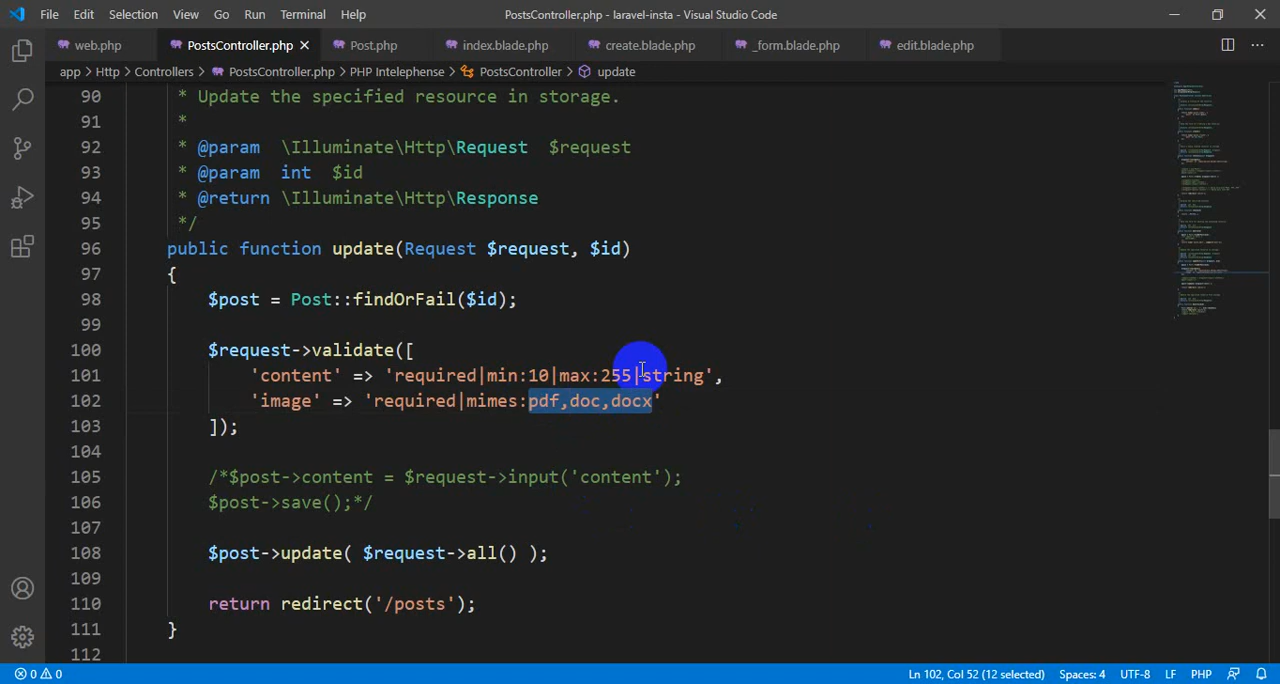 File Edit Selection View Go Run Terminal Help PostsController.php - laravel-insta - Visual Studio Code
web.php PostsController.php Post.php index.blade.php create.blade.php _form.blade.php edit.blade.php
app > Http > Controllers > PostsController.php > PHP Intelephense > PostsController > update
90 * Update the specified resource in storage.
91 *
92 * @param \Illuminate\Http\Request $request
93 * @param int $id
94 * @return \Illuminate\Http\Response
95 */
96 public function update(Request $request, $id)
97 {
98 $post = Post::findOrFail($id);
99
100 $request->validate([
101 'content' => 'required|min:10|max:255|string',
102 'image' => 'required|mimes:pdf,doc,docx'
103 ]);
104
105 /*$post->content = $request->input('content');
106 $post->save();*/
107
108 $post->update( $request->all() );
109
110 return redirect('/posts');
111 }
112
0 0 Ln 102, Col 52 (12 selected) Spaces: 4 UTF-8 LF PHP